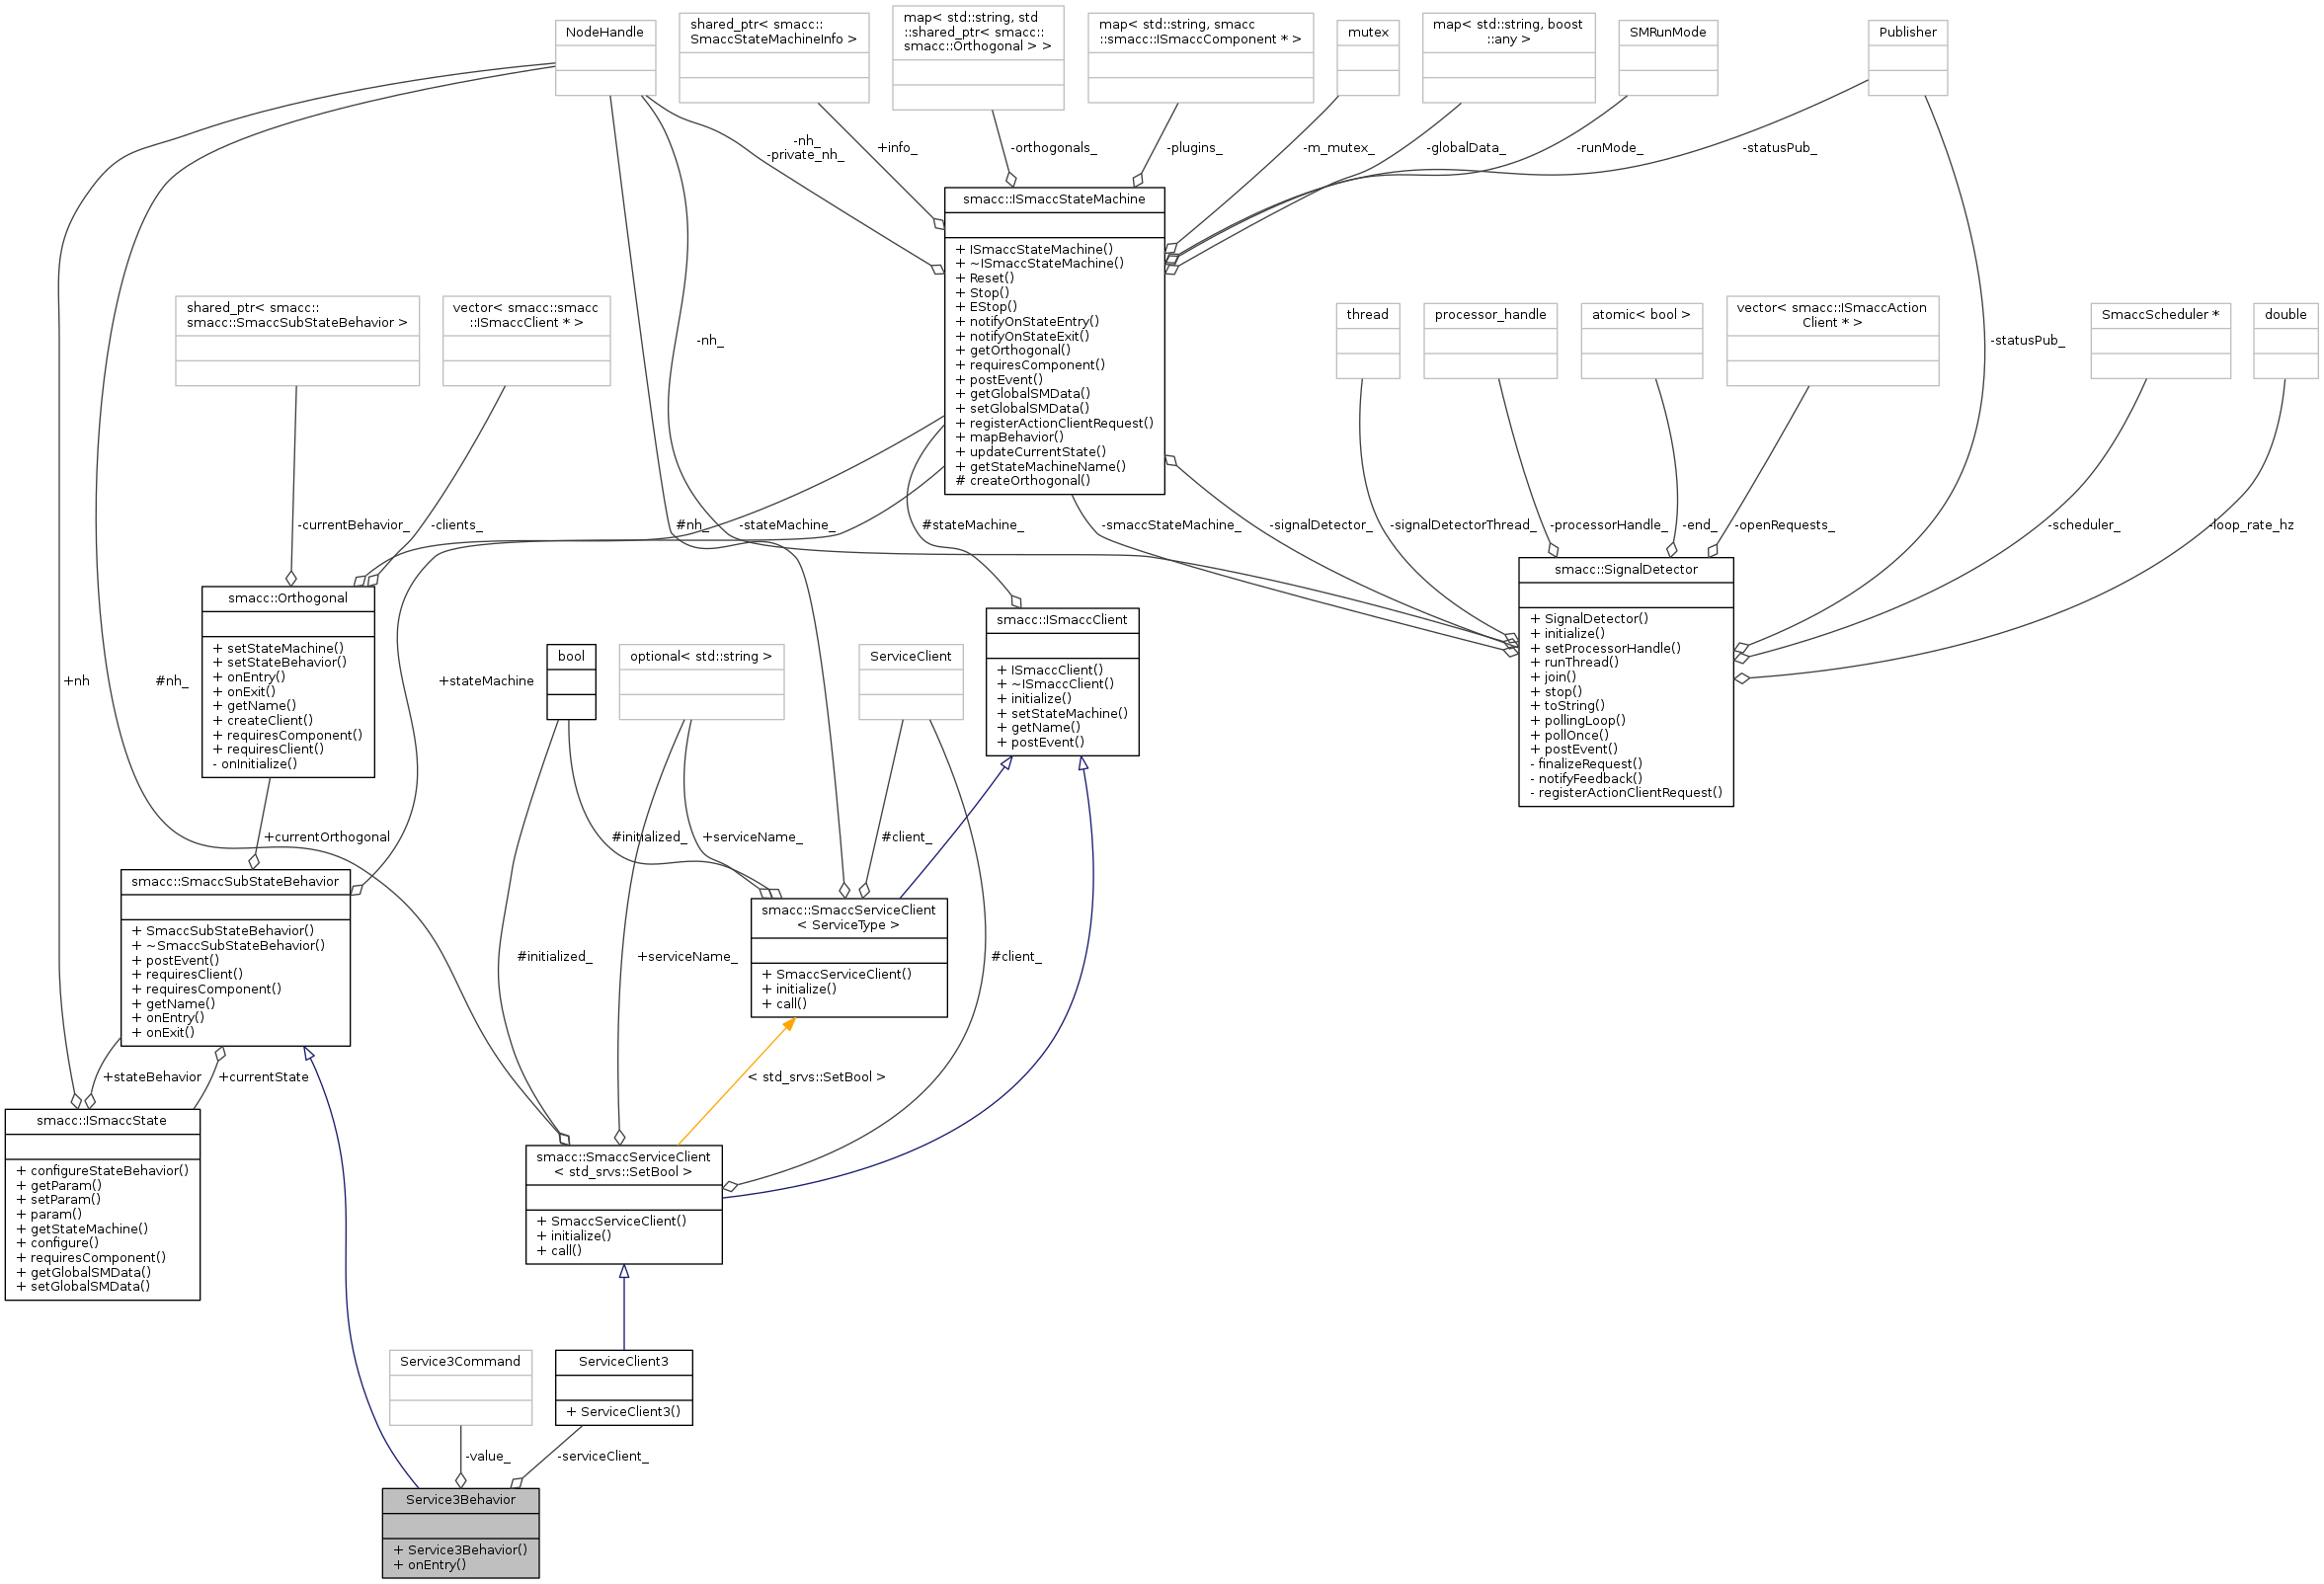 NodeHandle
shared_ptr< smacc::
SmaccStateMachineInfo >
map< std::string, std
::shared_ptr< smacc::
smacc::Orthogonal > >
map< std::string, smacc
::smacc::ISmaccComponent * >
mutex
map< std::string, boost
::any >
SMRunMode
Publisher
-nh_
-private_nh_
+info_
-orthogonals_
-plugins_
-m_mutex_
-globalData_
-runMode_
-statusPub_
smacc::ISmaccStateMachine
+ ISmaccStateMachine()
+ ~ISmaccStateMachine()
+ Reset()
+ Stop()
+ EStop()
+ notifyOnStateEntry()
+ notifyOnStateExit()
+ getOrthogonal()
+ requiresComponent()
+ postEvent()
+ getGlobalSMData()
+ setGlobalSMData()
+ registerActionClientRequest()
+ mapBehavior()
+ updateCurrentState()
+ getStateMachineName()
# createOrthogonal()
shared_ptr< smacc::
smacc::SmaccSubStateBehavior >
vector< smacc::smacc
::ISmaccClient * >
-nh_
thread
processor_handle
atomic< bool >
vector< smacc::ISmaccAction
Client * >
-statusPub_
SmaccScheduler *
double
-currentBehavior_
-clients_
#nh_
-stateMachine_
#stateMachine_
-smaccStateMachine_
-signalDetector_
-signalDetectorThread_
-processorHandle_
-end_
-openRequests_
-scheduler_
-loop_rate_hz
smacc::Orthogonal
+ setStateMachine()
+ setStateBehavior()
+ onEntry()
+ onExit()
+ getName()
+ createClient()
+ requiresComponent()
+ requiresClient()
- onInitialize()
smacc::SignalDetector
+ SignalDetector()
+ initialize()
+ setProcessorHandle()
+ runThread()
+ join()
+ stop()
+ toString()
+ pollingLoop()
+ pollOnce()
+ postEvent()
- finalizeRequest()
- notifyFeedback()
- registerActionClientRequest()
smacc::ISmaccClient
+ ISmaccClient()
+ ~ISmaccClient()
+ initialize()
+ setStateMachine()
+ getName()
+ postEvent()
+nh
#nh_
+stateMachine
bool
optional< std::string >
ServiceClient
+currentOrthogonal
#initialized_
+serviceName_
#client_
smacc::SmaccSubStateBehavior
+ SmaccSubStateBehavior()
+ ~SmaccSubStateBehavior()
+ postEvent()
+ requiresClient()
+ requiresComponent()
+ getName()
+ onEntry()
+ onExit()
smacc::SmaccServiceClient
< ServiceType >
+ SmaccServiceClient()
+ initialize()
+ call()
#initialized_
+serviceName_
#client_
+stateBehavior
+currentState
< std_srvs::SetBool >
smacc::ISmaccState
+ configureStateBehavior()
+ getParam()
+ setParam()
+ param()
+ getStateMachine()
+ configure()
+ requiresComponent()
+ getGlobalSMData()
+ setGlobalSMData()
smacc::SmaccServiceClient
< std_srvs::SetBool >
+ SmaccServiceClient()
+ initialize()
+ call()
Service3Command
ServiceClient3
+ ServiceClient3()
-value_
-serviceClient_
Service3Behavior
+ Service3Behavior()
+ onEntry()